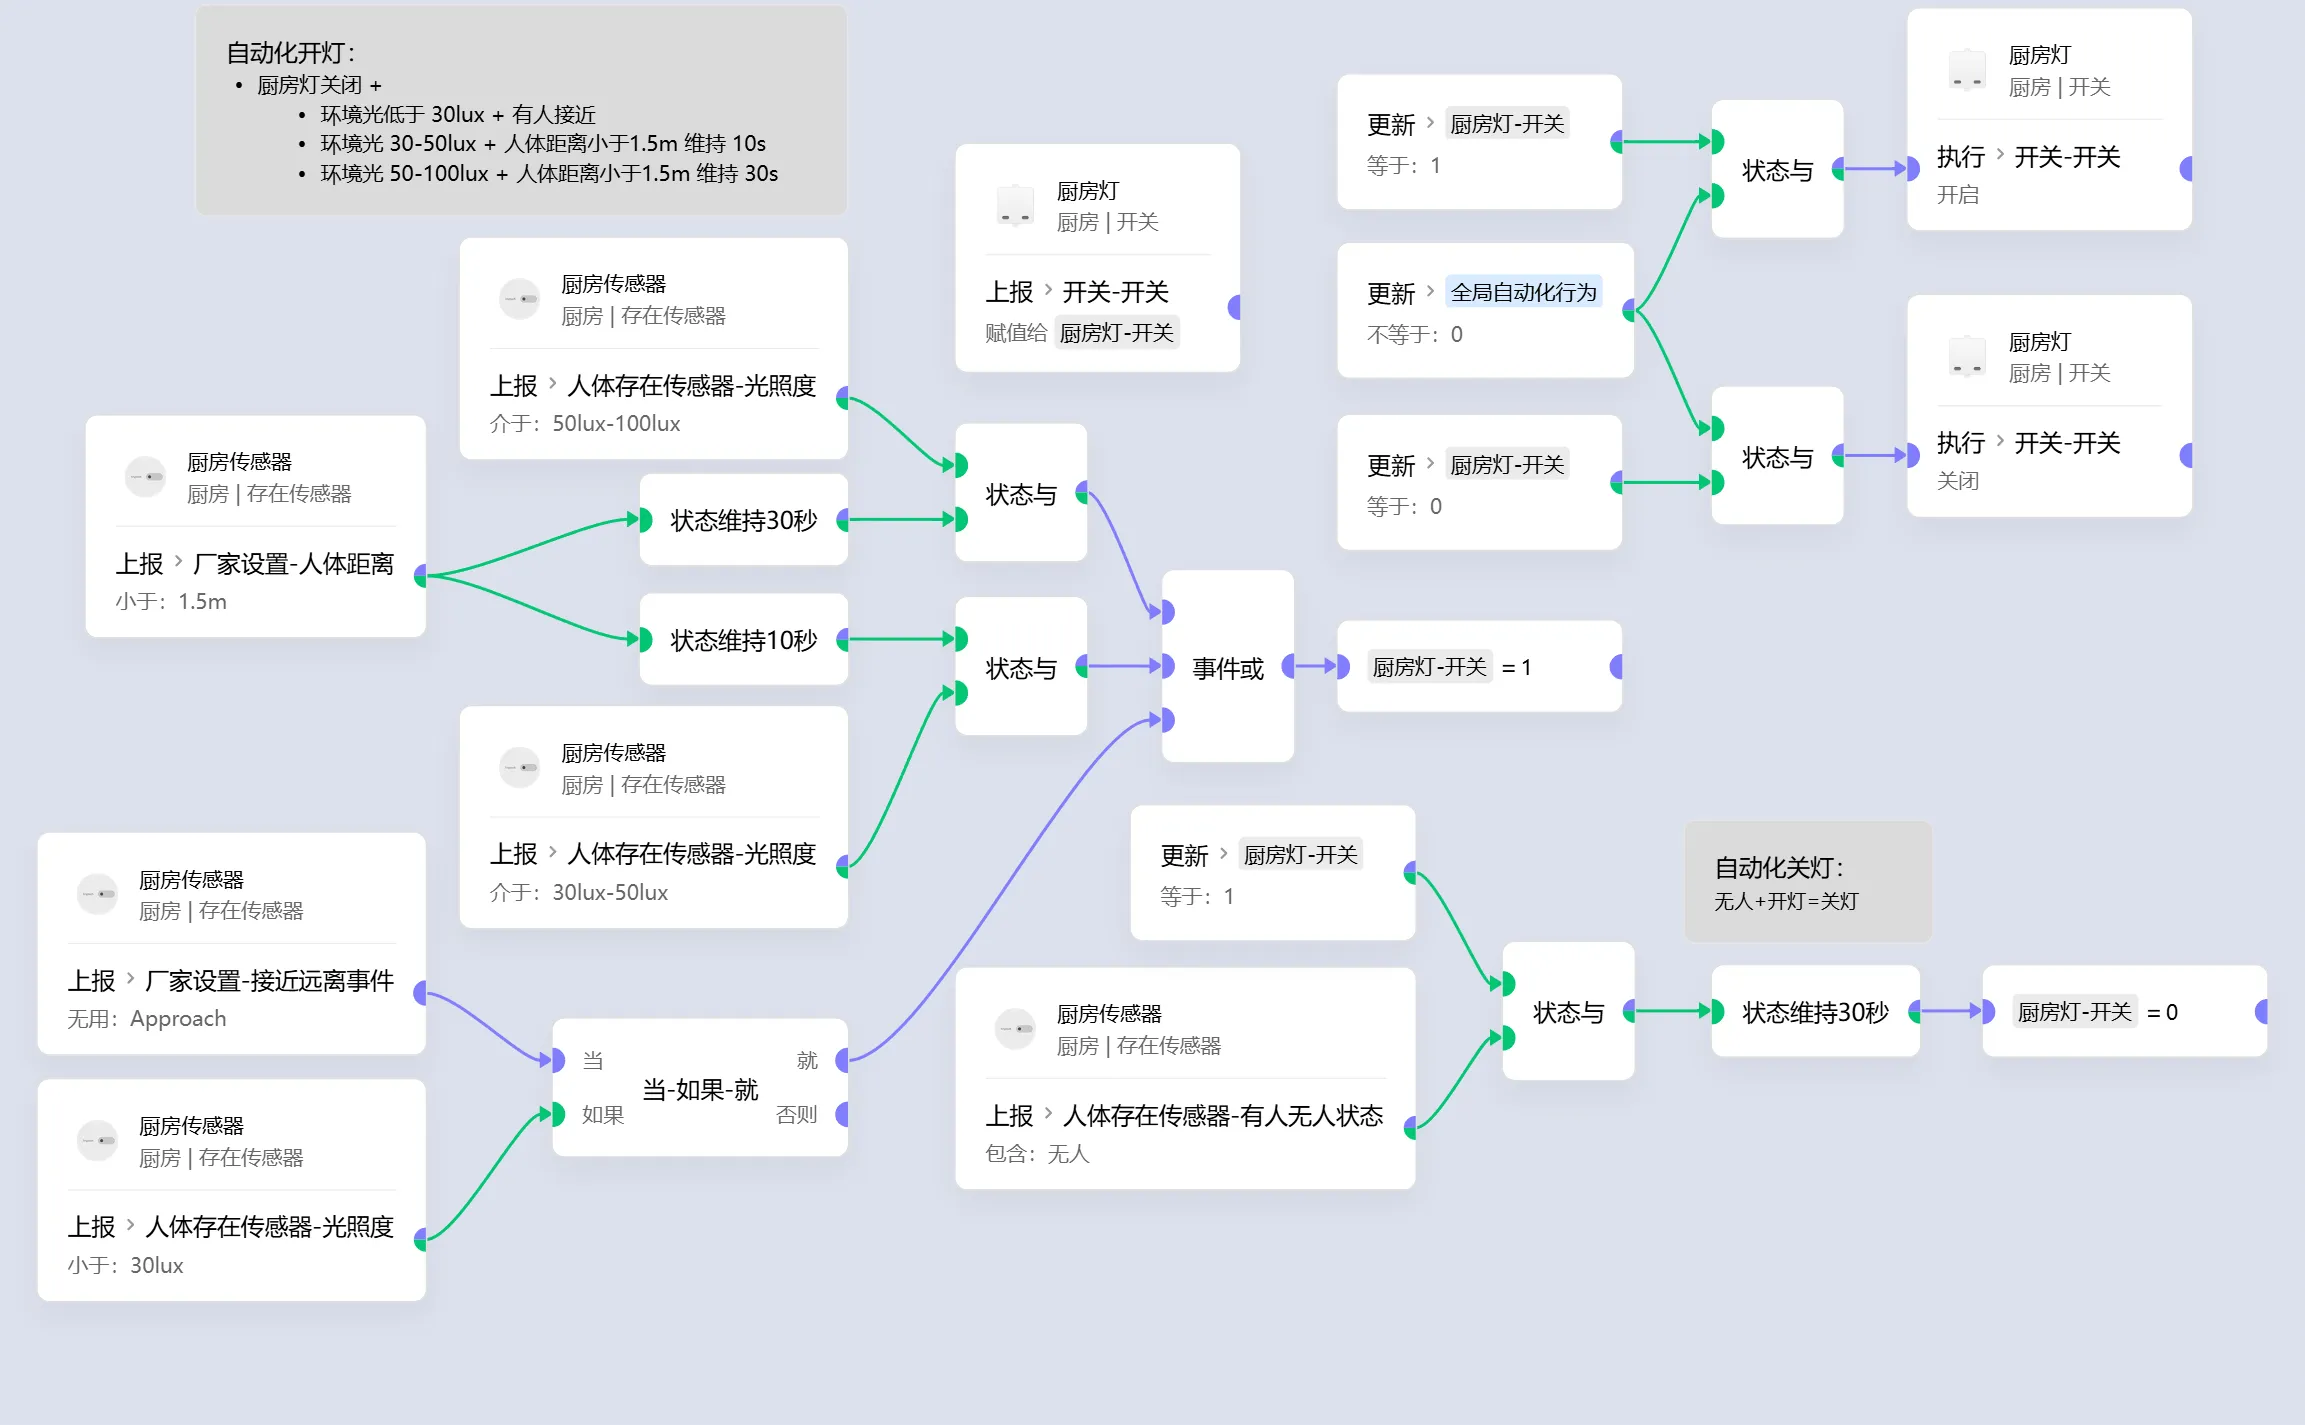 自动化开灯：
• 厨房灯关闭 +
• 环境光低于 30lux + 有人接近
• 环境光 30-50lux + 人体距离小于1.5m 维持 10s
• 环境光 50-100lux + 人体距离小于1.5m 维持 30s
厨房传感器
厨房 | 存在传感器
上报 > 人体存在传感器-光照度
介于：50lux-100lux
厨房传感器
厨房 | 存在传感器
上报 > 厂家设置-人体距离
小于：1.5m
状态维持30秒
状态维持10秒
厨房传感器
厨房 | 存在传感器
上报 > 人体存在传感器-光照度
介于：30lux-50lux
厨房传感器
厨房 | 存在传感器
上报 > 厂家设置-接近远离事件
无用：Approach
厨房传感器
厨房 | 存在传感器
上报 > 人体存在传感器-光照度
小于：30lux
当
如果
当-如果-就
就
否则
厨房灯
厨房 | 开关
上报 > 开关-开关
赋值给 厨房灯-开关
状态与
状态与
事件或
厨房灯-开关 = 1
更新 > 厨房灯-开关
等于：1
更新 > 全局自动化行为
不等于：0
更新 > 厨房灯-开关
等于：0
状态与
状态与
厨房灯
厨房 | 开关
执行 > 开关-开关
开启
厨房灯
厨房 | 开关
执行 > 开关-开关
关闭
更新 > 厨房灯-开关
等于：1
厨房传感器
厨房 | 存在传感器
上报 > 人体存在传感器-有人无人状态
包含：无人
状态与
自动化关灯：
无人+开灯=关灯
状态维持30秒
厨房灯-开关 = 0